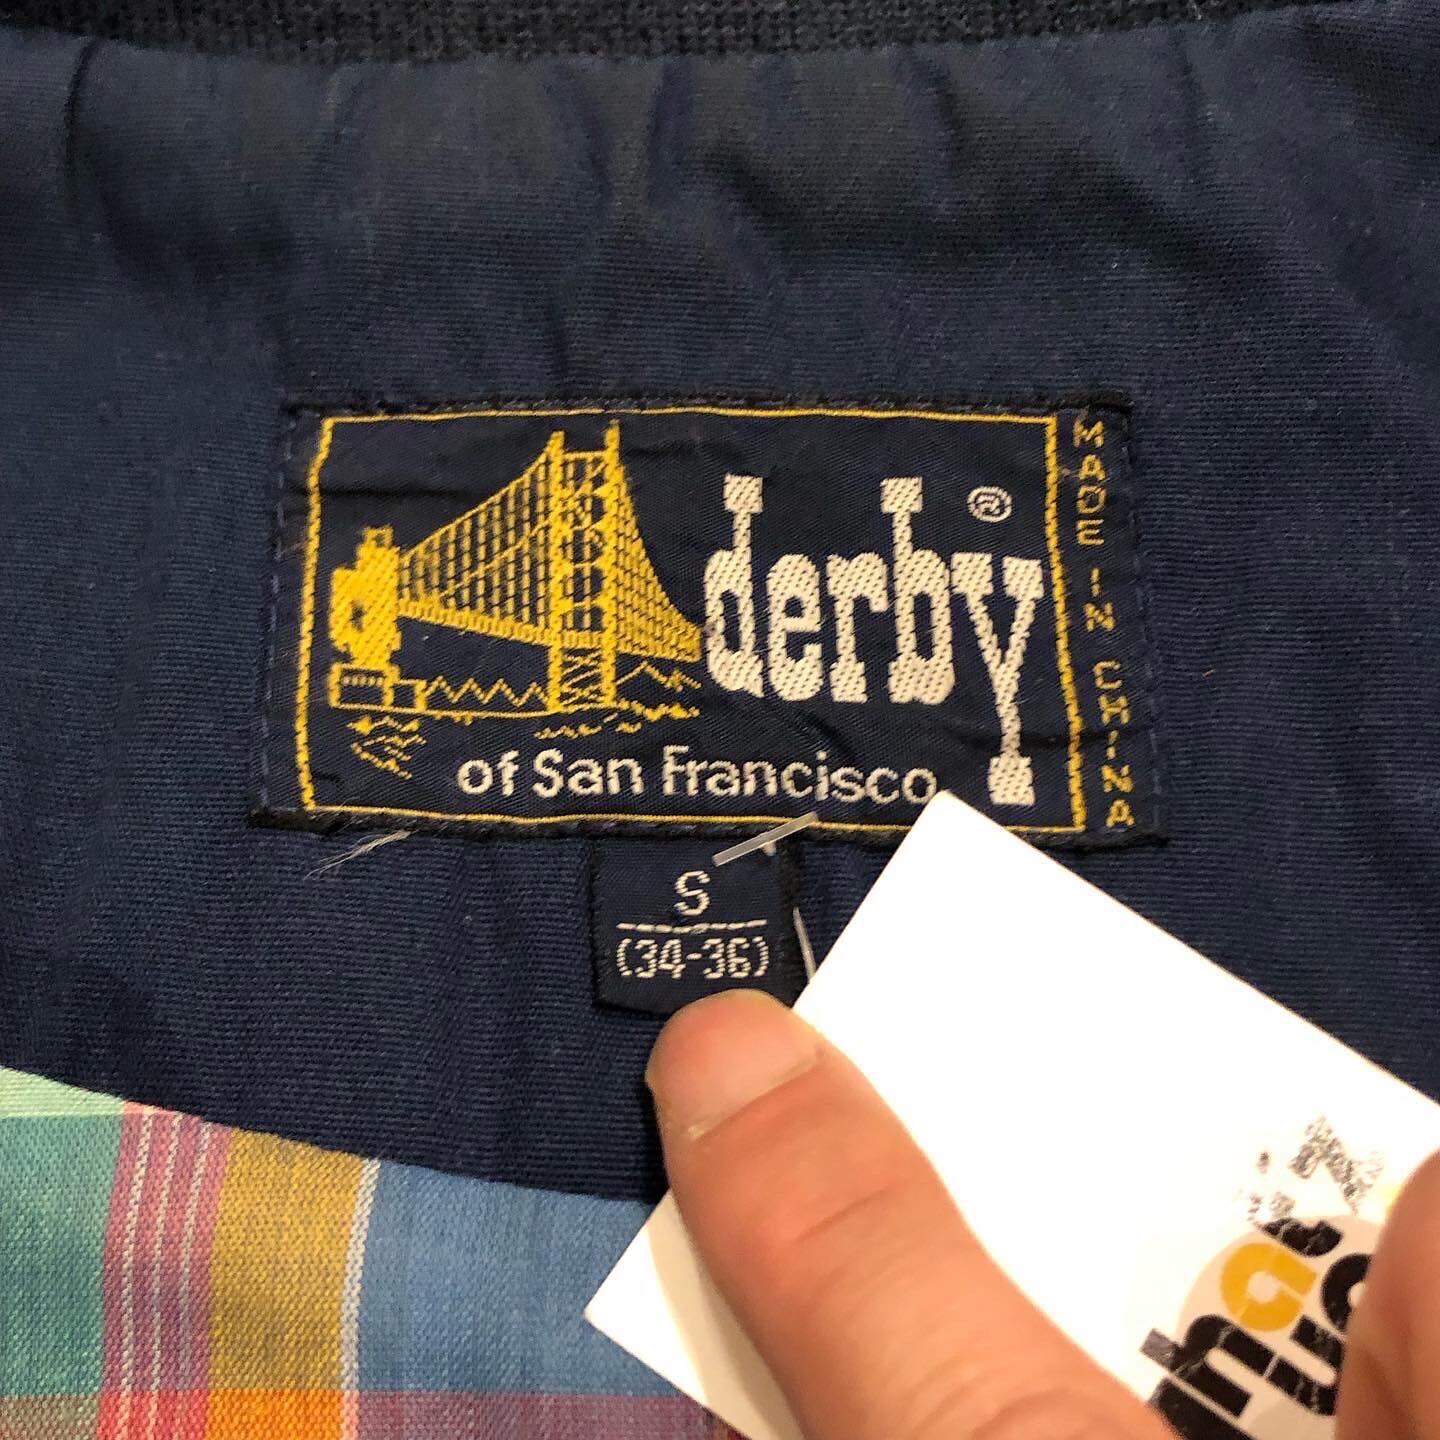 derby®
of San Francisco
MADE IN CHINA
S
(34-36)